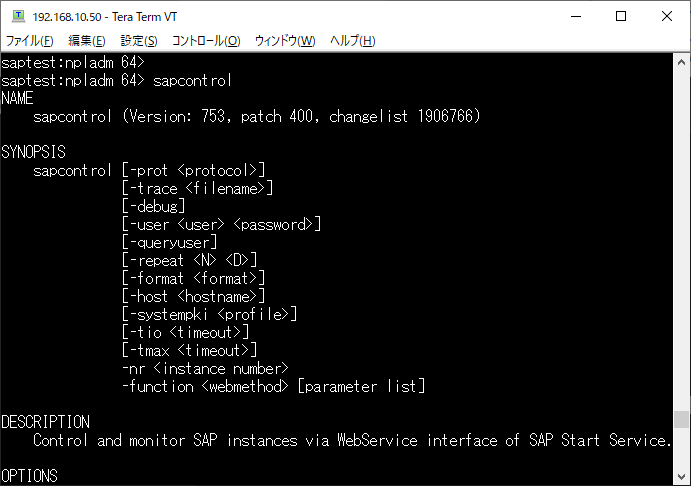 192.168.10.50 - Tera Term VT
ファイル(F) 編集(E) 設定(S) コントロール(O) ウィンドウ(W) ヘルプ(H)
saptest:npladm 64>
saptest:npladm 64> sapcontrol
NAME
    sapcontrol (Version: 753, patch 400, changelist 1906766)

SYNOPSIS
    sapcontrol [-prot <protocol>]
               [-trace <filename>]
               [-debug]
               [-user <user> <password>]
               [-queryuser]
               [-repeat <N> <D>]
               [-format <format>]
               [-host <hostname>]
               [-systempki <profile>]
               [-tio <timeout>]
               [-tmax <timeout>]
               -nr <instance number>
               -function <webmethod> [parameter list]

DESCRIPTION
    Control and monitor SAP instances via WebService interface of SAP Start Service.

OPTIONS